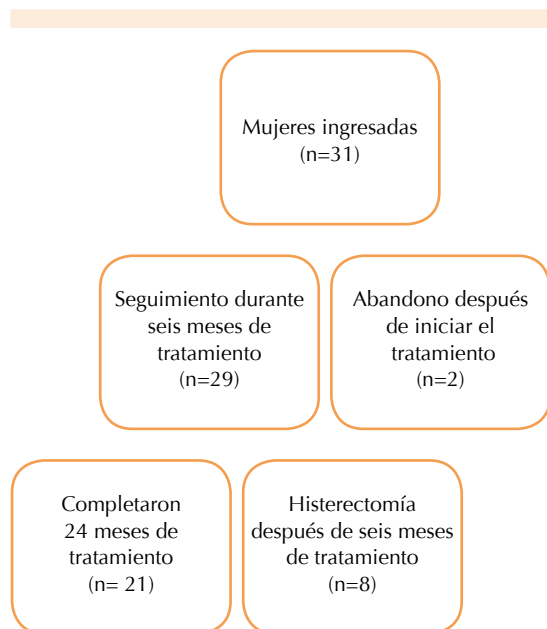 Mujeres ingresadas
(n=31)
Seguimiento durante
seis meses de
tratamiento
(n=29)
Abandono después
de iniciar el
tratamiento
(n=2)
Completaron
24 meses de
tratamiento
(n= 21)
Histerectomía
después de seis meses
de tratamiento
(n=8)